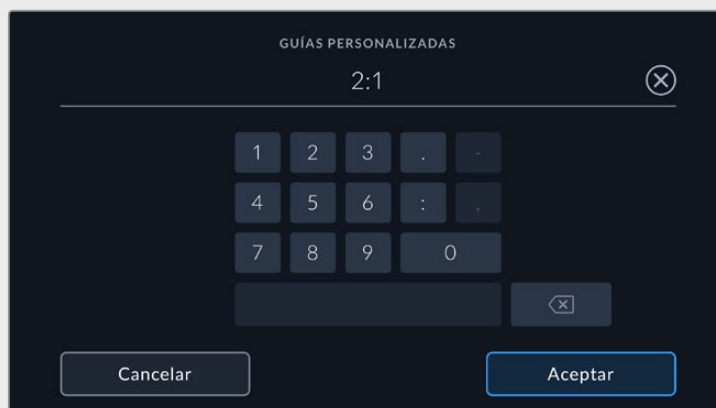 GUÍAS PERSONALIZADAS
2:1
1 2 3 . -
4 5 6 : ,
7 8 9 0
Cancelar Aceptar